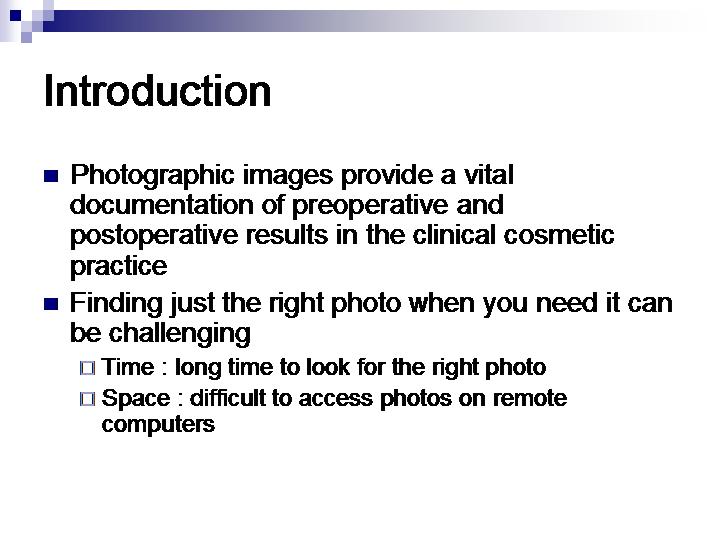 Introduction
Photographic images provide a vital
documentation of preoperative and
postoperative results in the clinical cosmetic
practice
Finding just the right photo when you need it can
be challenging
Time : long time to look for the right photo
Space : difficult to access photos on remote
computers